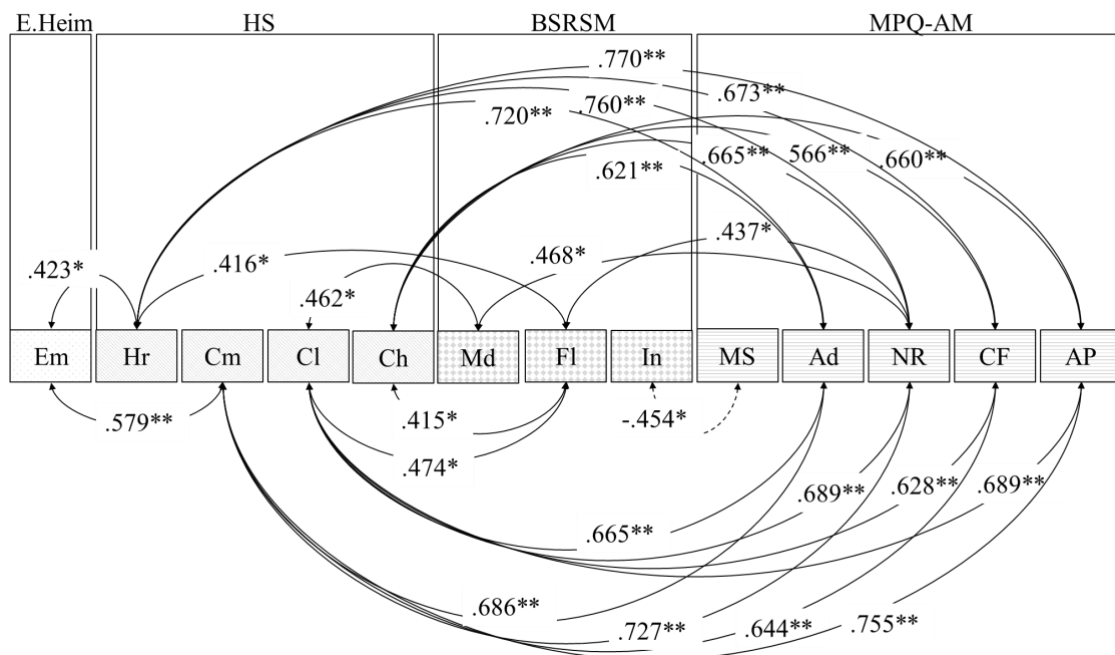 E.Heim HS BSRSM MPQ-AM
.770**
.673**
.720** .760**
.665** 566** .660**
.621**
.437*
.423* .416* .468*
.462*
Em Hr Cm Cl Ch Md Fl In MS Ad NR CF AP
.579** .415* -.454*
.474*
.689** .628** .689**
.665**
.686**
.727** .644** .755**